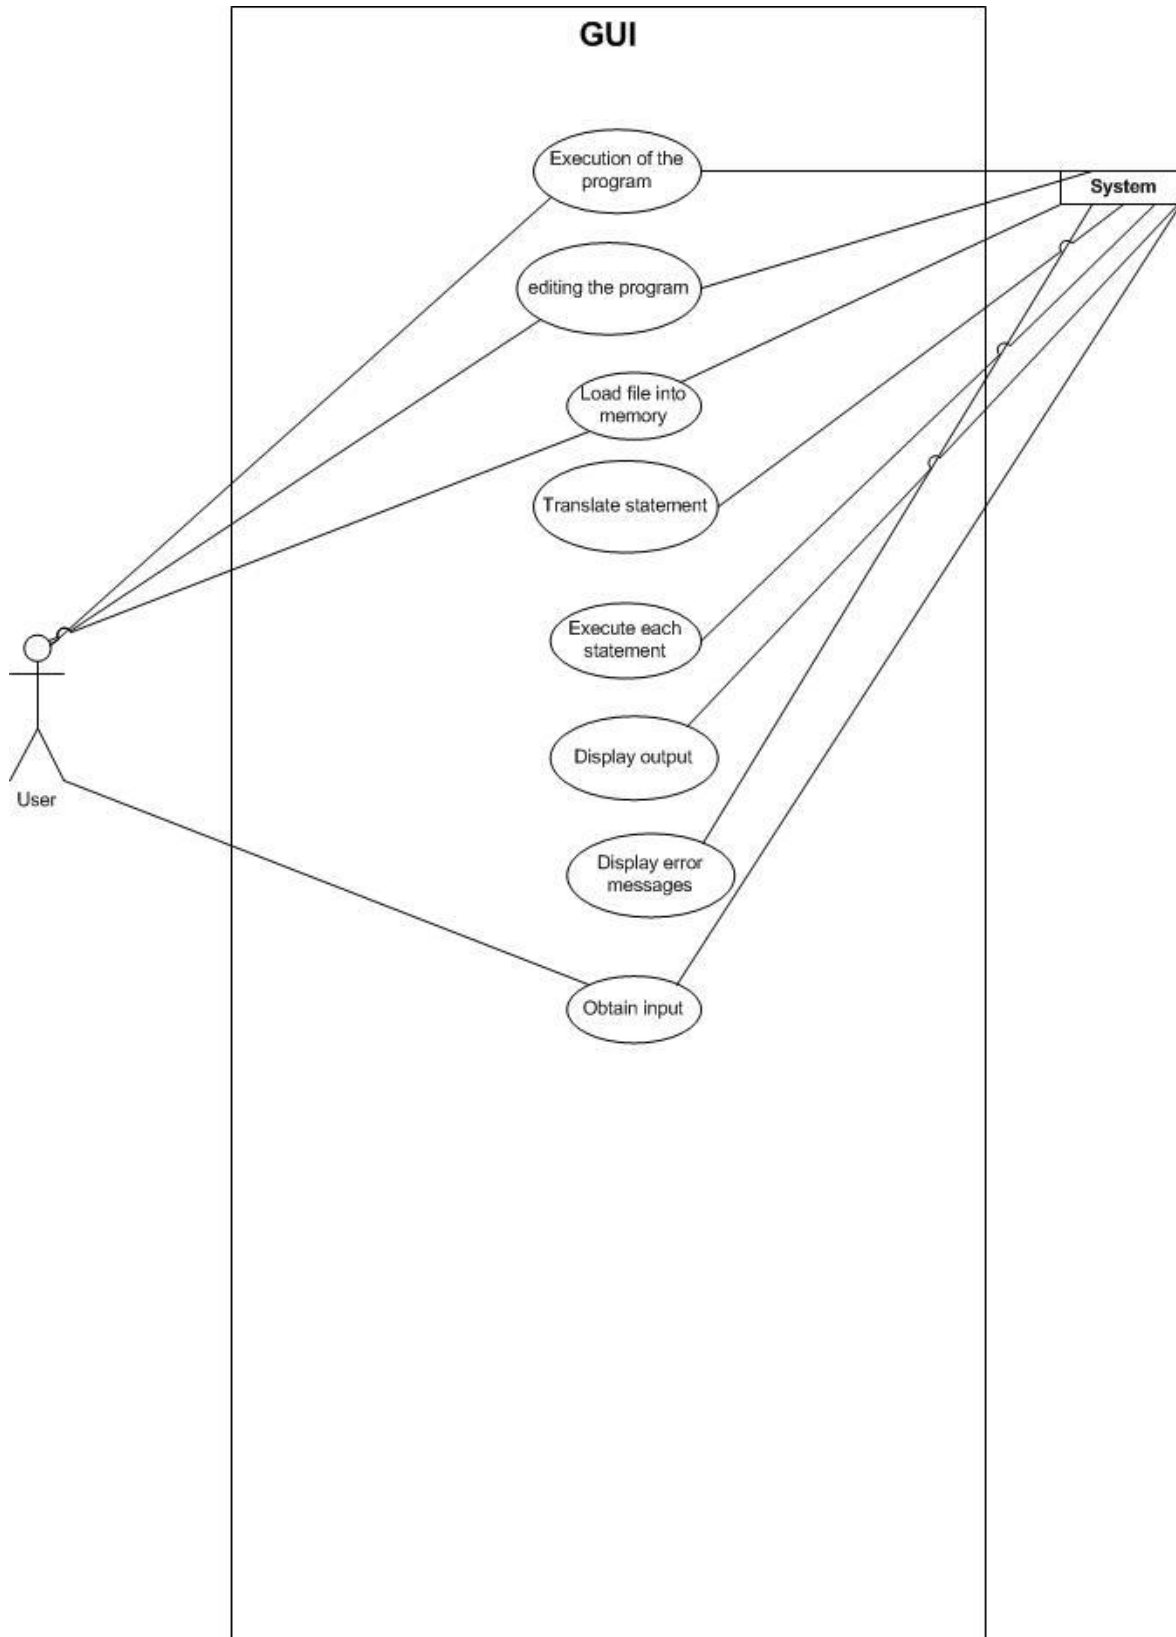 GUI
Execution of the
program
System
editing the program
Load file into
memory
Translate statement
Execute each
statement
Display output
User
Display error
messages
Obtain input